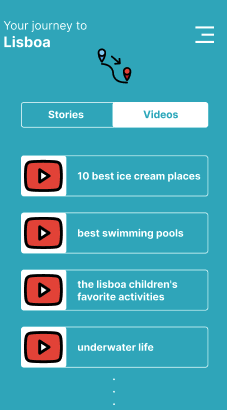 Your journey to
Lisboa
Stories
Videos
10 best ice cream places
best swimming pools
the lisboa children's
favorite activities
underwater life